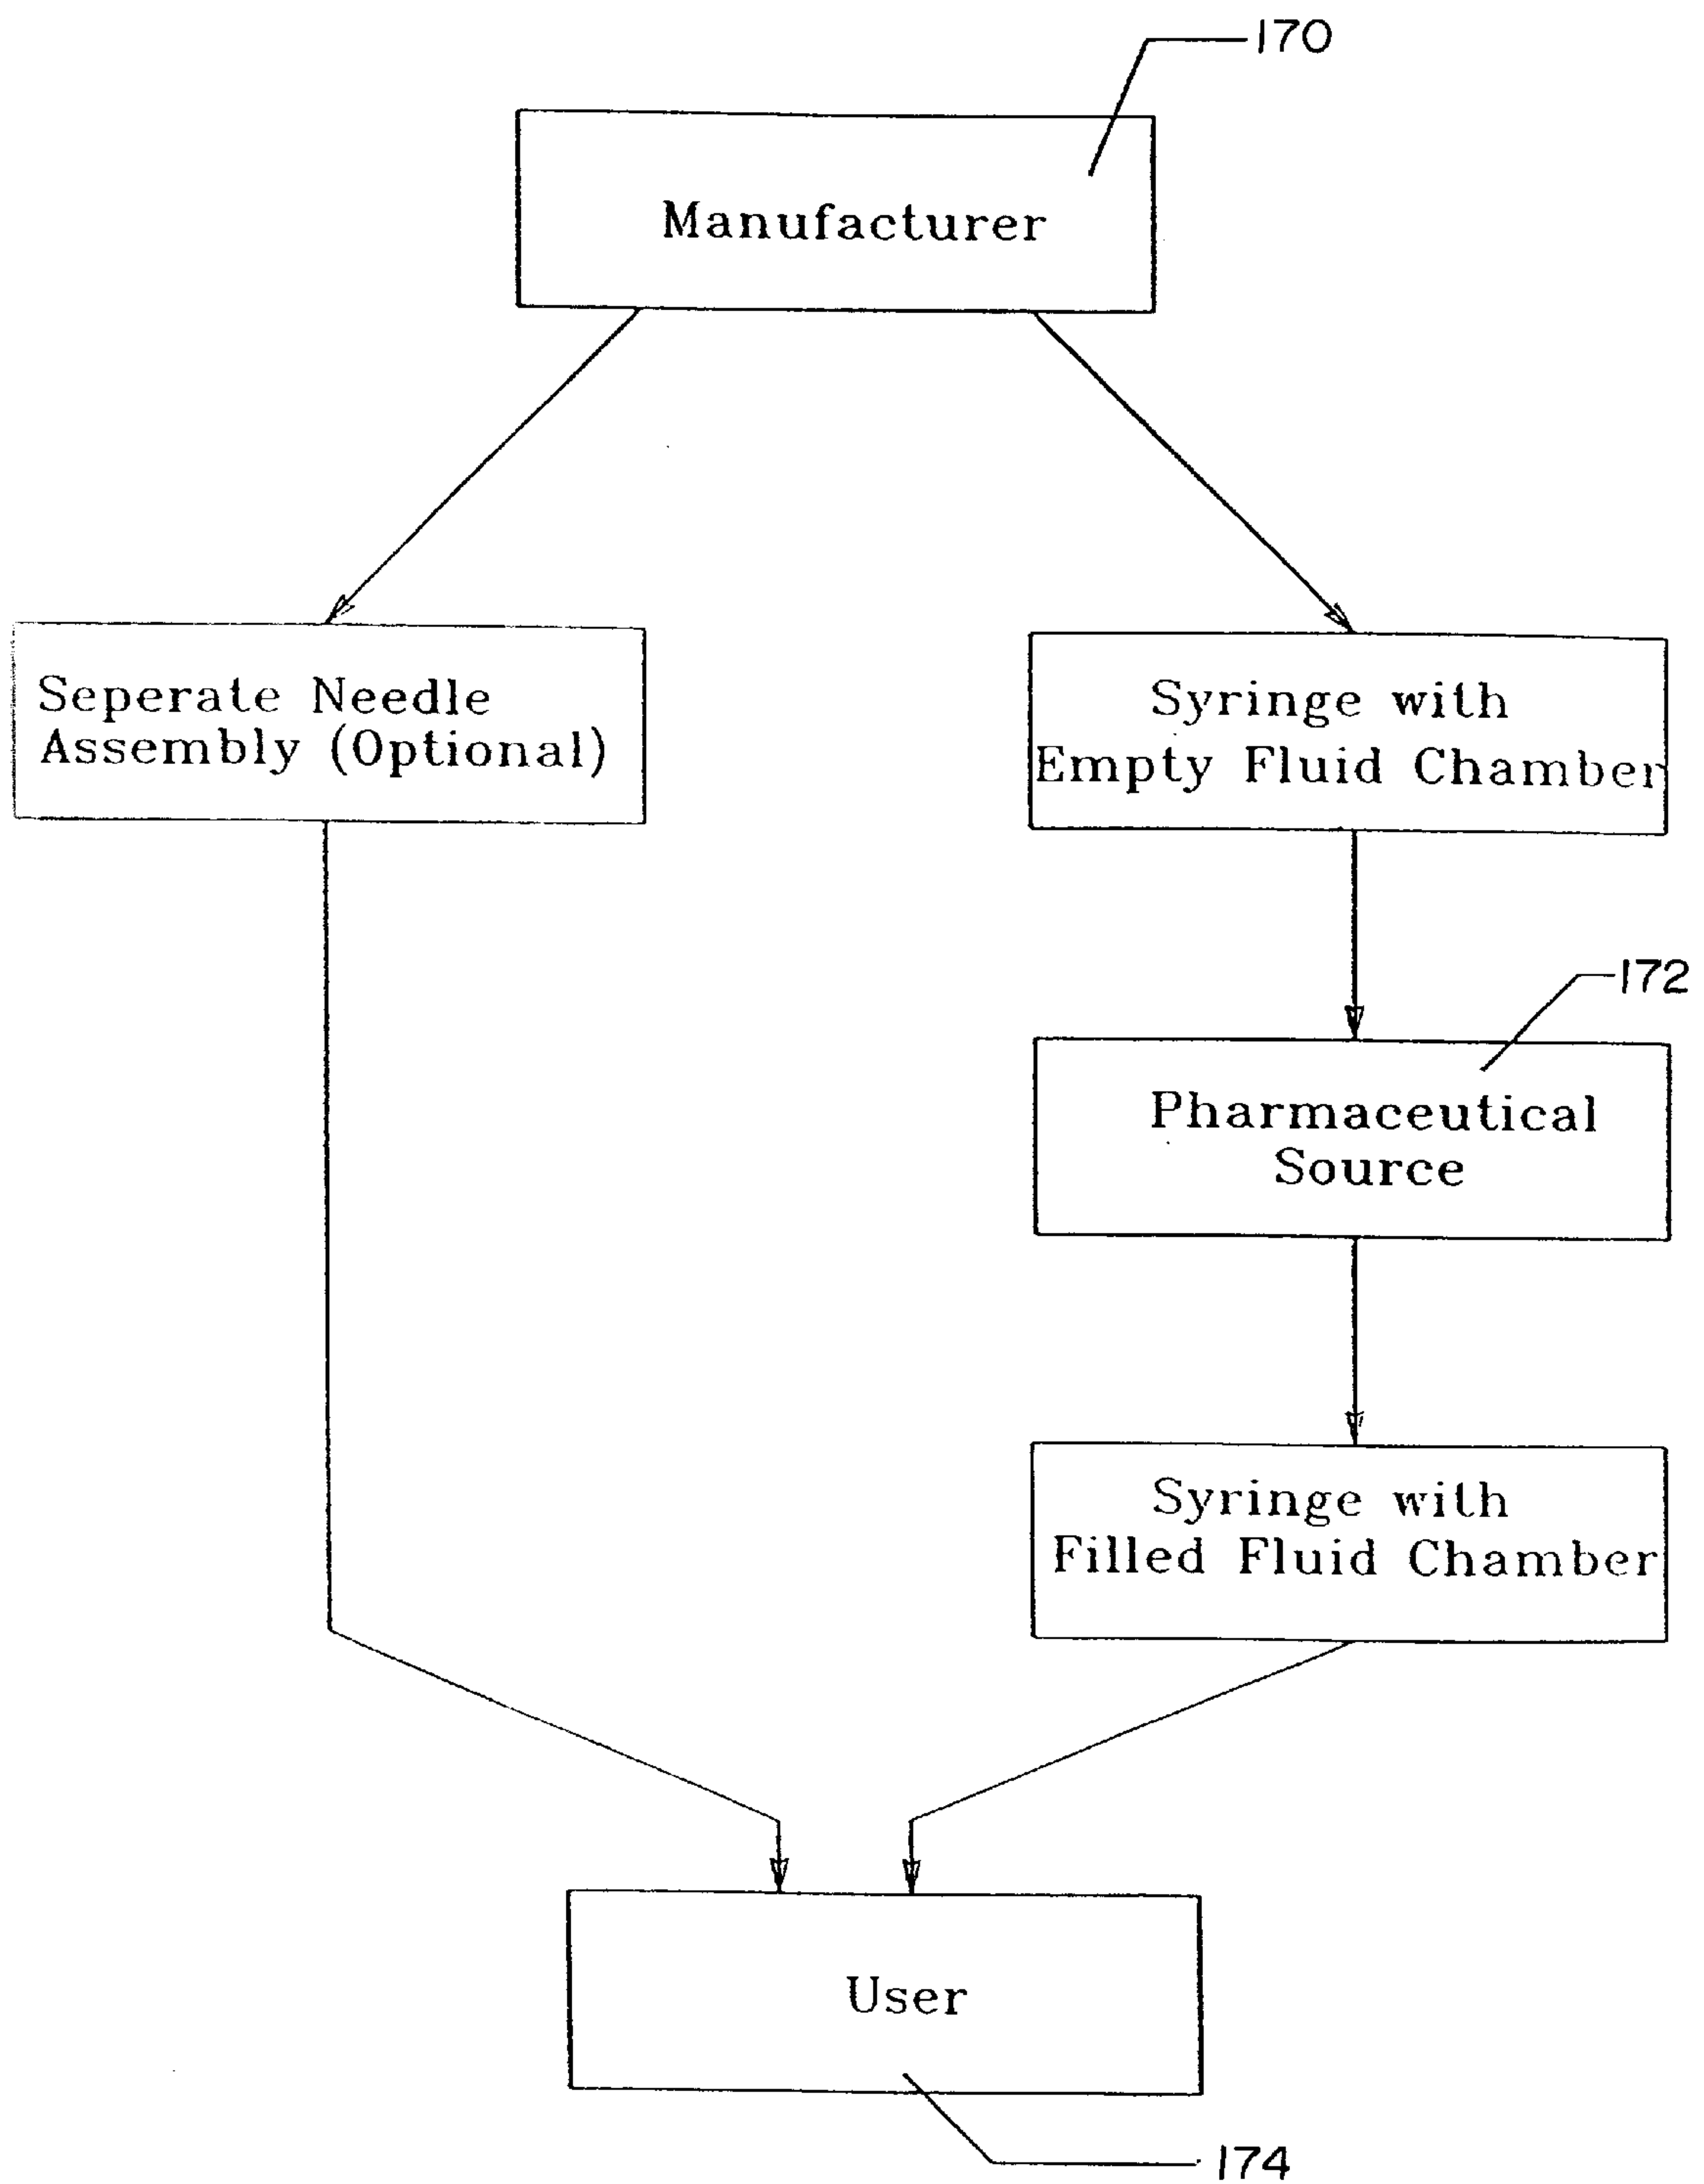 170
Manufacturer
Seperate Needle
Assembly (Optional)
Syringe with
Empty Fluid Chamber
172
Pharmaceutical
Source
Syringe with
Filled Fluid Chamber
User
174